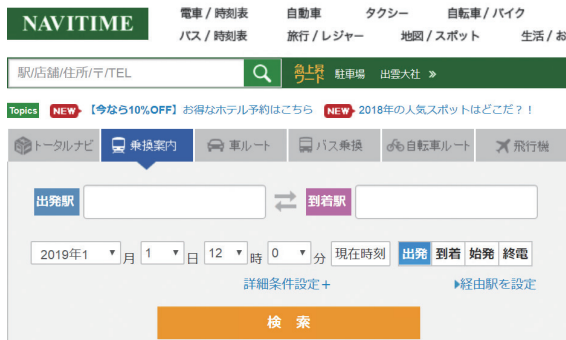 NAVITIME
電車 / 時刻表 自動車 タクシー 自転車 / バイク
バス / 時刻表 旅行 / レジャー 地図 / スポット 生活 / お
駅/店舗/住所/〒/TEL 急上昇ワード 駐車場 出雲大社 »
Topics NEW 【今なら10%OFF】お得なホテル予約はこちら NEW 2018年の人気スポットはどこだ？！
トータルナビ 乗換案内 車ルート バス乗換 自転車ルート 飛行機
出発駅 到着駅
2019年1 月 1 日 12 時 0 分 現在時刻 出発 到着 始発 終電
詳細条件設定+ 経由駅を設定
検 索